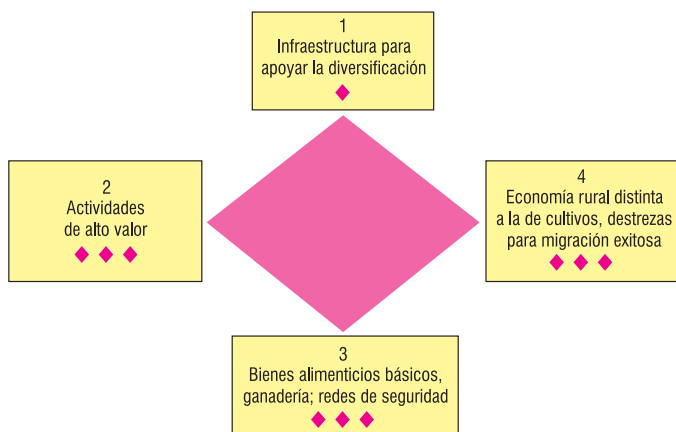 1
Infraestructura para
apoyar la diversificación
2
Actividades
de alto valor
4
Economía rural distinta
a la de cultivos, destrezas
para migración exitosa
3
Bienes alimenticios básicos,
ganadería; redes de seguridad